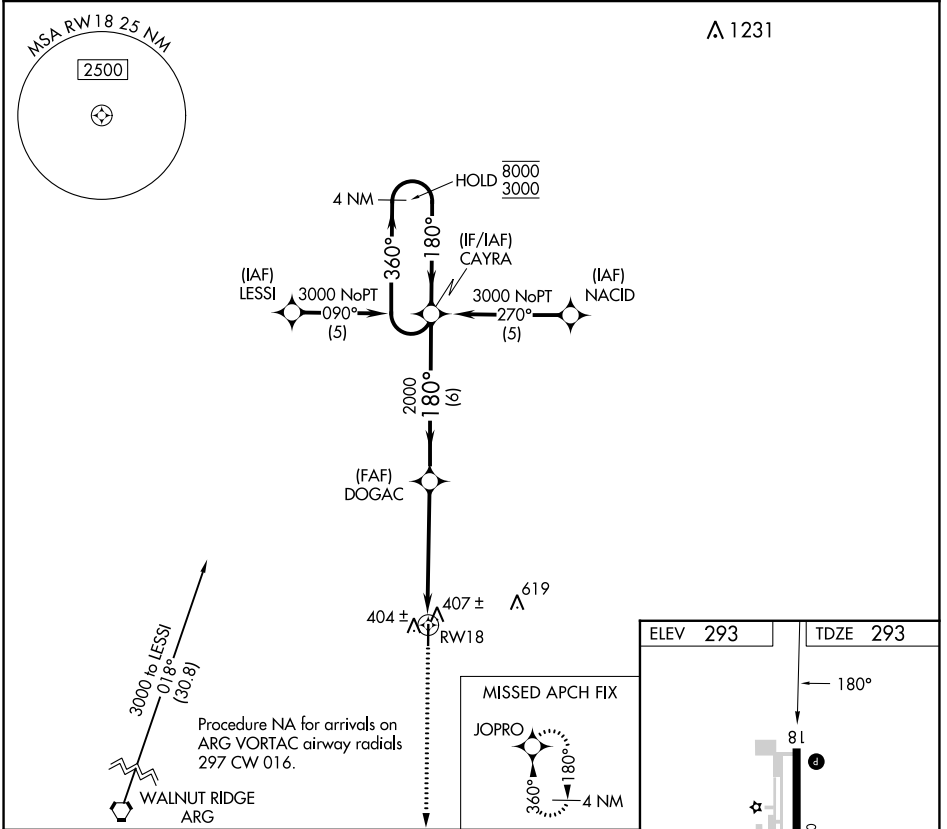 MSA RW18 25 NM
2500
1231
4 NM
HOLD
8000
3000
360°
180°
(IF/IAF)
CAYRA
(IAF)
LESSI
3000 NoPT
090°
(5)
3000 NoPT
270°
(5)
(IAF)
NACID
2000
180°
(6)
(FAF)
DOGAC
404 ±
407 ±
619
RW18
3000 to LESSI
018°
(30.8)
Procedure NA for arrivals on
ARG VORTAC airway radials
297 CW 016.
WALNUT RIDGE
ARG
MISSED APCH FIX
JOPRO
360°
180°
4 NM
ELEV 293
TDZE 293
180°
18
P